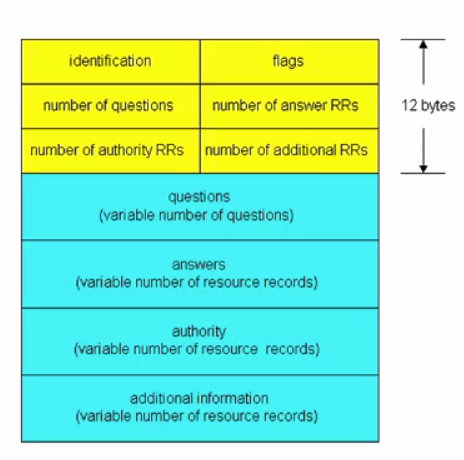 identification flags
number of questions number of answer RRs 12 bytes
number of authority RRs number of additional RRs
questions
(variable number of questions)
answers
(variable number of resource records)
authority
(variable number of resource records)
additional information
(variable number of resource records)